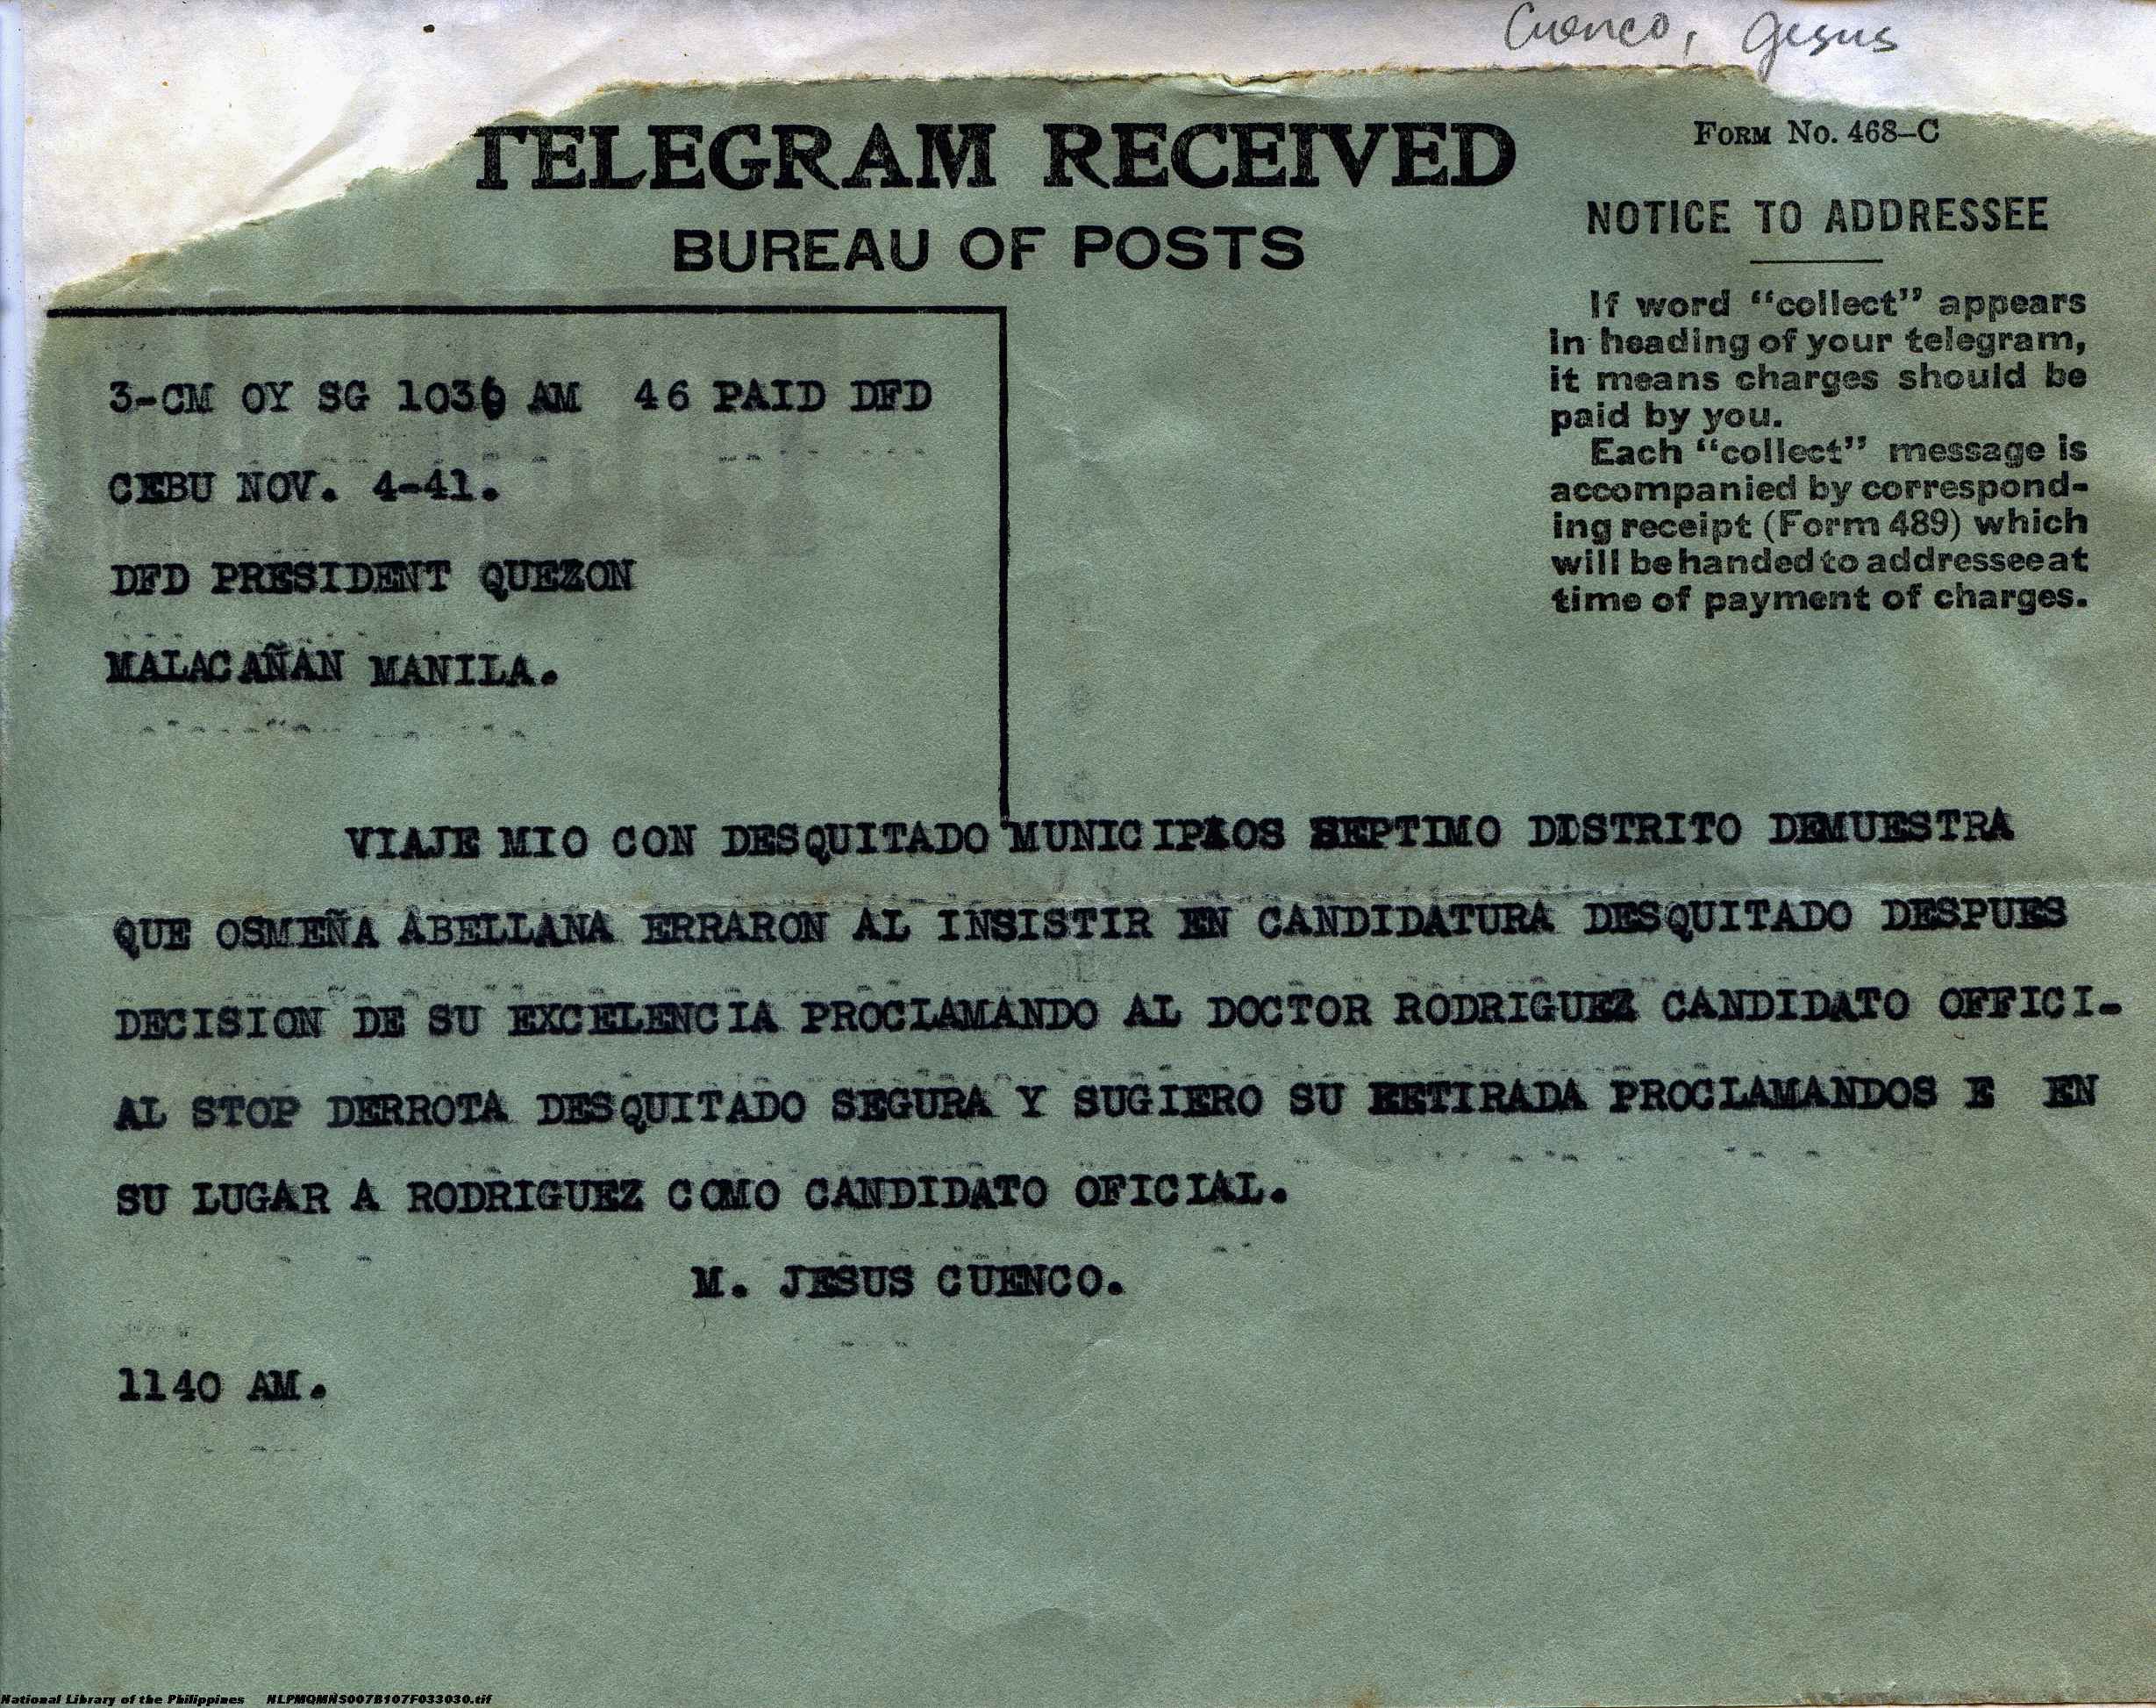 Cuenco, Jesus
TELEGRAM RECEIVED
BUREAU OF POSTS
FORM NO. 468-C
NOTICE TO ADDRESSEE
If word "collect" appears
in heading of your telegram,
it means charges should be
paid by you.
Each "collect" message is
accompanied by correspond-
ing receipt (Form 489) which
will be handed to addressee at
time of payment of charges.
3-CM OY SG 1036 AM 46 PAID DFD
CEBU NOV. 4-41.
DFD PRESIDENT QUEZON
MALACAÑAN MANILA.
VIAJE MIO CON DESQUITADO MUNICIPIOS SEPTIMO DISTRITO DEMUESTRA
QUE OSMEÑA ABELLANA ERRARON AL INSISTIR EN CANDIDATURA DESQUITADO DESPUES
DECISION DE SU EXCELENCIA PROCLAMANDO AL DOCTOR RODRIGUEZ CANDIDATO OFFICI-
AL STOP DERROTA DESQUITADO SEGURA Y SUGIERO SU RETIRADA PROCLAMANDOS E EN
SU LUGAR A RODRIGUEZ COMO CANDIDATO OFICIAL.
M. JESUS CUENCO.
1140 AM.
National Library of the Philippines NLPMQMNS007B107F033030.tif